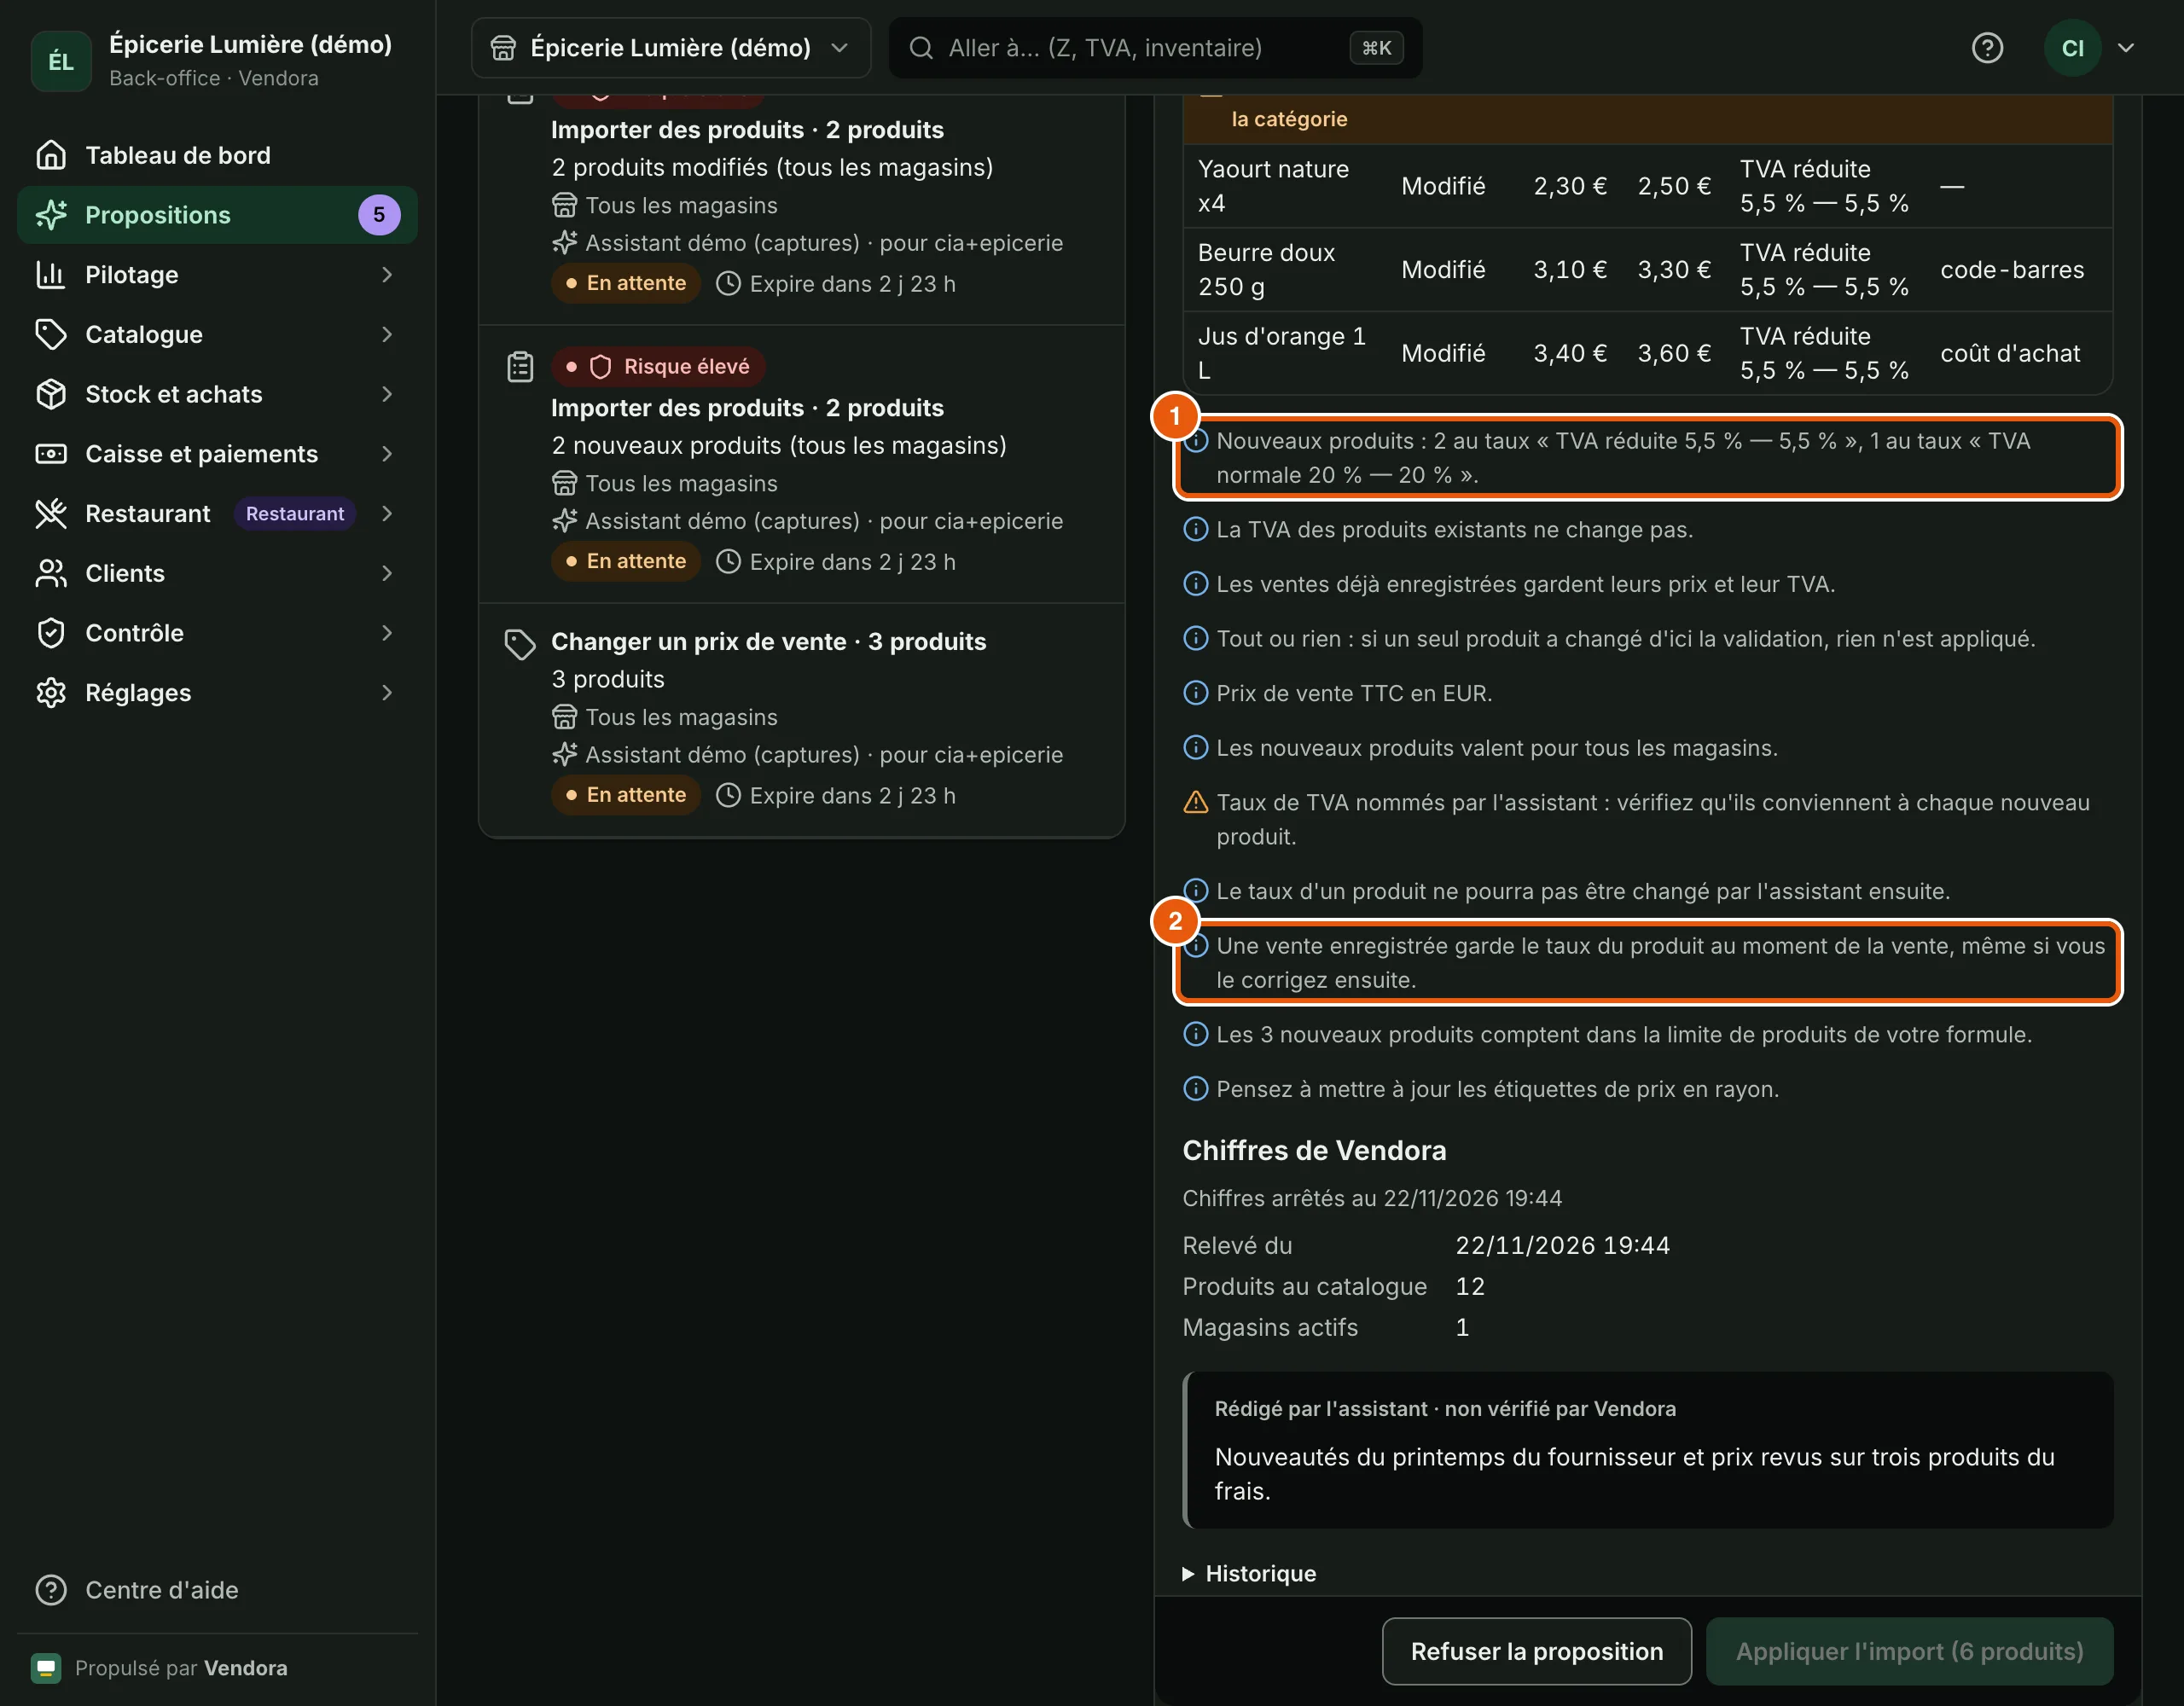 ÉL
Épicerie Lumière (démo)
Back-office · Vendora
Tableau de bord
Propositions
5
Pilotage
Catalogue
Stock et achats
Caisse et paiements
Restaurant
Restaurant
Clients
Contrôle
Réglages
Centre d'aide
Propulsé par Vendora
Épicerie Lumière (démo)
Aller à... (Z, TVA, inventaire)
⌘K
CI
Importer des produits · 2 produits
2 produits modifiés (tous les magasins)
Tous les magasins
Assistant démo (captures) · pour cia+epicerie
En attente
Expire dans 2 j 23 h
Risque élevé
Importer des produits · 2 produits
2 nouveaux produits (tous les magasins)
Tous les magasins
Assistant démo (captures) · pour cia+epicerie
En attente
Expire dans 2 j 23 h
Changer un prix de vente · 3 produits
3 produits
Tous les magasins
Assistant démo (captures) · pour cia+epicerie
En attente
Expire dans 2 j 23 h
la catégorie
Yaourt nature x4 Modifié 2,30 € 2,50 € TVA réduite 5,5 % — 5,5 % —
Beurre doux 250 g Modifié 3,10 € 3,30 € TVA réduite 5,5 % — 5,5 % code-barres
Jus d'orange 1 L Modifié 3,40 € 3,60 € TVA réduite 5,5 % — 5,5 % coût d'achat
1
Nouveaux produits : 2 au taux « TVA réduite 5,5 % — 5,5 % », 1 au taux « TVA
normale 20 % — 20 % ».
La TVA des produits existants ne change pas.
Les ventes déjà enregistrées gardent leurs prix et leur TVA.
Tout ou rien : si un seul produit a changé d'ici la validation, rien n'est appliqué.
Prix de vente TTC en EUR.
Les nouveaux produits valent pour tous les magasins.
Taux de TVA nommés par l'assistant : vérifiez qu'ils conviennent à chaque nouveau
produit.
Le taux d'un produit ne pourra pas être changé par l'assistant ensuite.
2
Une vente enregistrée garde le taux du produit au moment de la vente, même si vous
le corrigez ensuite.
Les 3 nouveaux produits comptent dans la limite de produits de votre formule.
Pensez à mettre à jour les étiquettes de prix en rayon.
Chiffres de Vendora
Chiffres arrêtés au 22/11/2026 19:44
Relevé du 22/11/2026 19:44
Produits au catalogue 12
Magasins actifs 1
Rédigé par l'assistant · non vérifié par Vendora
Nouveautés du printemps du fournisseur et prix revus sur trois produits du
frais.
Historique
Refuser la proposition
Appliquer l'import (6 produits)